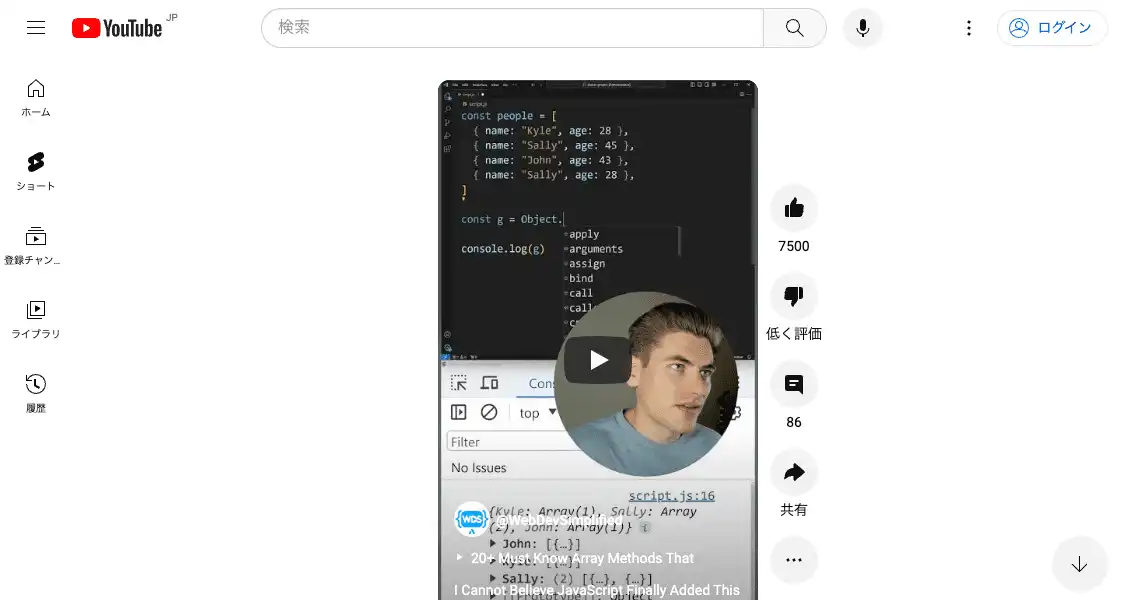 YouTube JP
検索
ログイン
ホーム
ショート
登録チャン...
ライブラリ
履歴
script.js
const people = [
{ name: "Kyle", age: 28 },
{ name: "Sally", age: 45 },
{ name: "John", age: 43 },
{ name: "Sally", age: 28 },
]
const g = Object.
apply
console.log(g)
arguments
assign
bind
call
Con
top
Filter
No Issues
script.js:16
{Kyle: Array(1), Sally: Array
(2), John: Array(1)}
John: [{…}]
Sally: (2) [{…}, {…}]
[[Prototype]]: Object
WDS
@WebDevSimplified
20+ Must Know Array Methods That
I Cannot Believe JavaScript Finally Added This
7500
低く評価
86
共有